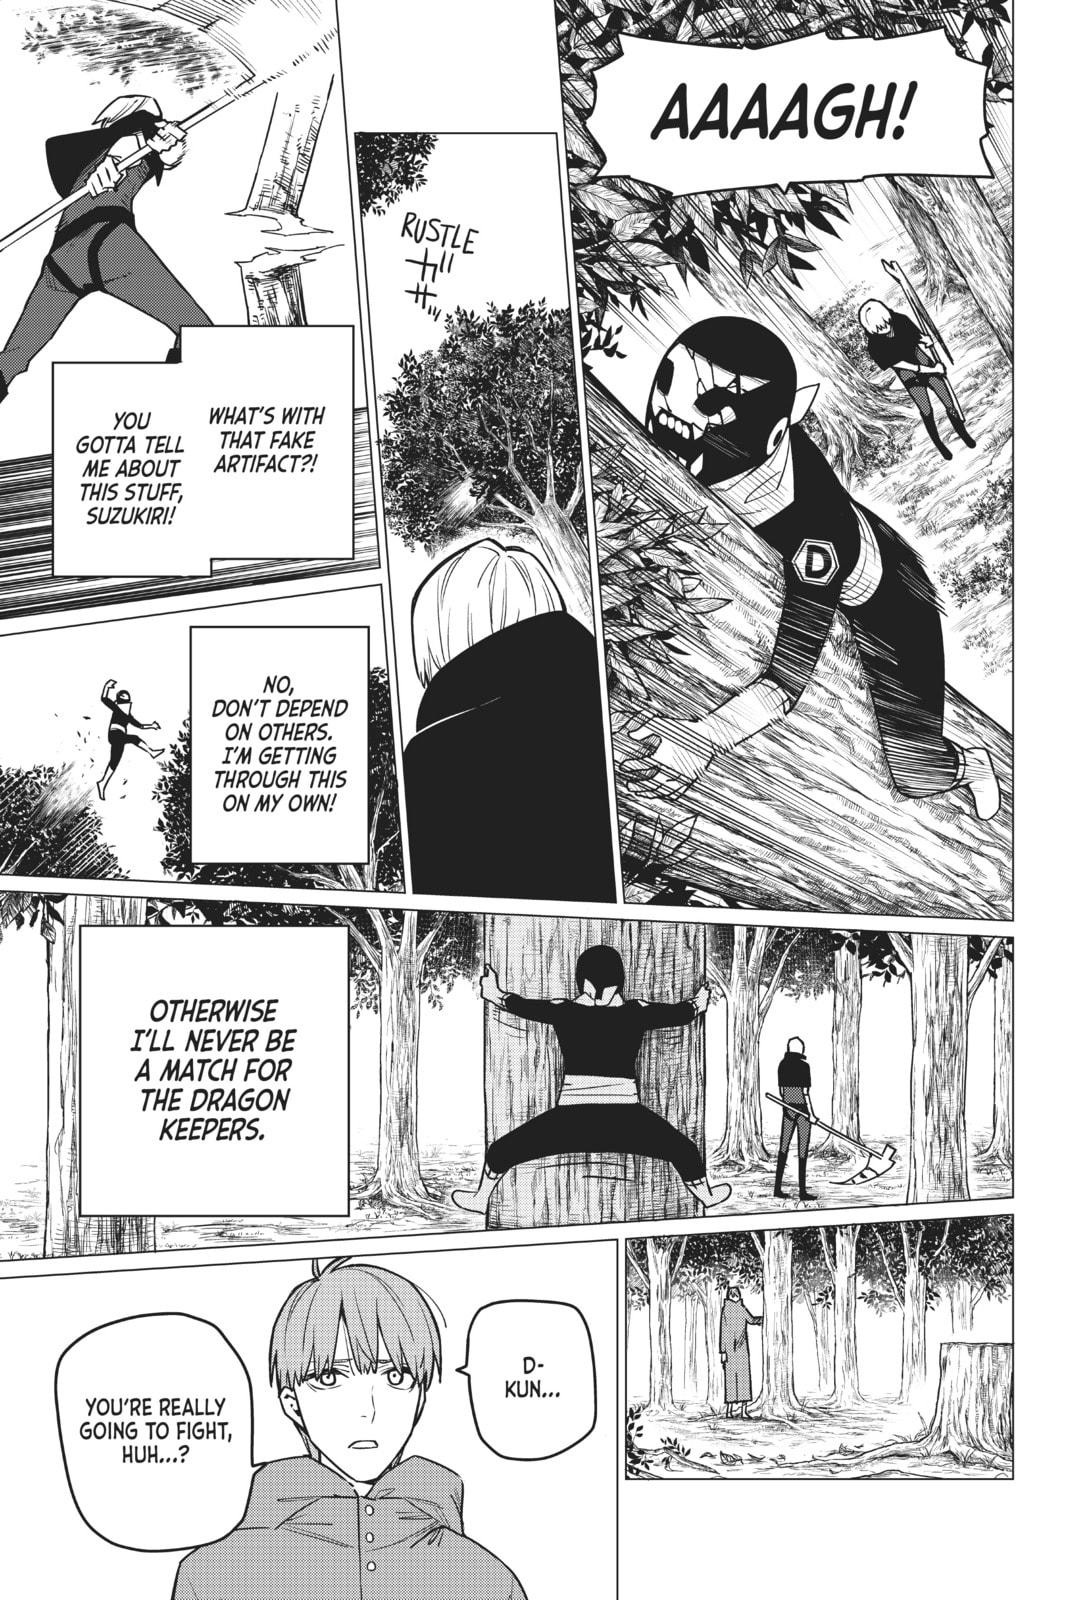 AAAAGH!
D
RUSTLE
ガサ
WHAT'S WITH
THAT FAKE
ARTIFACT?!
YOU
GOTTA TELL
ME ABOUT
THIS STUFF,
SUZUKIRI!
NO,
DON'T DEPEND
ON OTHERS.
I'M GETTING
THROUGH THIS
ON MY OWN!
OTHERWISE
I'LL NEVER BE
A MATCH FOR
THE DRAGON
KEEPERS.
D-
KUN...
YOU'RE REALLY
GOING TO FIGHT,
HUH...?